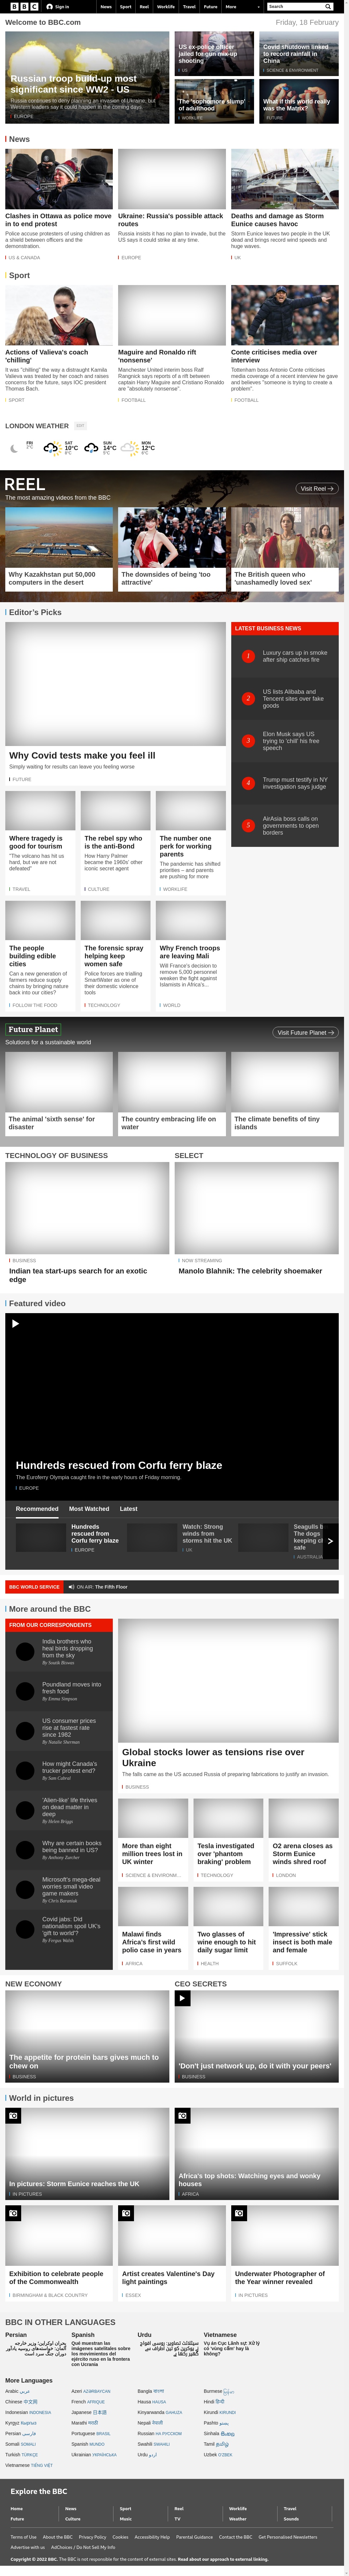 BBC
Sign in
News
Sport
Reel
Worklife
Travel
Future
More
Search
Welcome to BBC.com
Friday, 18 February
Russian troop build-up most significant since WW2 - US
Russia continues to deny planning an invasion of Ukraine, but Western leaders say it could happen in the coming days.
EUROPE
US ex-police officer jailed for gun mix-up shooting
US
Covid shutdown linked to record rainfall in China
SCIENCE & ENVIRONMENT
The 'sophomore slump' of adulthood
WORKLIFE
What if this world really was the Matrix?
FUTURE
News
Clashes in Ottawa as police move in to end protest
Police accuse protesters of using children as a shield between officers and the demonstration.
US & CANADA
Ukraine: Russia's possible attack routes
Russia insists it has no plan to invade, but the US says it could strike at any time.
EUROPE
Deaths and damage as Storm Eunice causes havoc
Storm Eunice leaves two people in the UK dead and brings record wind speeds and huge waves.
UK
Sport
Actions of Valieva's coach 'chilling'
It was "chilling" the way a distraught Kamila Valieva was treated by her coach and raises concerns for the future, says IOC president Thomas Bach.
SPORT
Maguire and Ronaldo rift 'nonsense'
Manchester United interim boss Ralf Rangnick says reports of a rift between captain Harry Maguire and Cristiano Ronaldo are "absolutely nonsense".
FOOTBALL
Conte criticises media over interview
Tottenham boss Antonio Conte criticises media coverage of a recent interview he gave and believes "someone is trying to create a problem".
FOOTBALL
LONDON WEATHER
EDIT
FRI
SAT
10°C
SUN
14°C
MON
12°C
REEL
The most amazing videos from the BBC
Visit Reel
Why Kazakhstan put 50,000 computers in the desert
The downsides of being 'too attractive'
The British queen who 'unashamedly loved sex'
Editor's Picks
Why Covid tests make you feel ill
Simply waiting for results can leave you feeling worse
FUTURE
Where tragedy is good for tourism
"The volcano has hit us hard, but we are not defeated"
TRAVEL
The rebel spy who is the anti-Bond
How Harry Palmer became the 1960s' other iconic secret agent
CULTURE
The number one perk for working parents
The pandemic has shifted priorities – and parents are pushing for more
WORKLIFE
The people building edible cities
Can a new generation of farmers reduce supply chains by bringing nature back into our cities?
FOLLOW THE FOOD
The forensic spray helping keep women safe
Police forces are trialling SmartWater as one of their domestic violence tools
TECHNOLOGY
Why French troops are leaving Mali
Will France's decision to remove 5,000 personnel weaken the fight against Islamists in Africa's...
WORLD
LATEST BUSINESS NEWS
1
Luxury cars up in smoke after ship catches fire
2
US lists Alibaba and Tencent sites over fake goods
3
Elon Musk says US trying to 'chill' his free speech
4
Trump must testify in NY investigation says judge
5
AirAsia boss calls on governments to open borders
Future Planet
Solutions for a sustainable world
Visit Future Planet
The animal 'sixth sense' for disaster
The country embracing life on water
The climate benefits of tiny islands
TECHNOLOGY OF BUSINESS
BUSINESS
Indian tea start-ups search for an exotic edge
SELECT
NOW STREAMING
Manolo Blahnik: The celebrity shoemaker
Featured video
Hundreds rescued from Corfu ferry blaze
The Euroferry Olympia caught fire in the early hours of Friday morning.
EUROPE
Recommended
Most Watched
Latest
Hundreds rescued from Corfu ferry blaze
EUROPE
Watch: Strong winds from storms hit the UK
UK
Seagulls b
The dogs keeping
safe
AUSTRALIA
BBC WORLD SERVICE
ON AIR: The Fifth Floor
More around the BBC
FROM OUR CORRESPONDENTS
India brothers who heal birds dropping from the sky
By Soutik Biswas
Poundland moves into fresh food
By Emma Simpson
US consumer prices rise at fastest rate since 1982
By Natalie Sherman
How might Canada's trucker protest end?
By Sam Cabral
'Alien-like' life thrives on dead matter in deep
By Helen Briggs
Why are certain books being banned in US?
By Anthony Zurcher
Microsoft's mega-deal worries small video game makers
By Chris Baraniuk
Covid jabs: Did nationalism spoil UK's 'gift to world'?
By Fergus Walsh
Global stocks lower as tensions rise over Ukraine
The falls came as the US accused Russia of preparing fabrications to justify an invasion.
BUSINESS
More than eight million trees lost in UK winter
SCIENCE & ENVIRONM...
Tesla investigated over 'phantom braking' problem
TECHNOLOGY
O2 arena closes as Storm Eunice winds shred roof
LONDON
Malawi finds Africa's first wild polio case in years
AFRICA
Two glasses of wine enough to hit daily sugar limit
HEALTH
'Impressive' stick insect is both male and female
SUFFOLK
NEW ECONOMY
The appetite for protein bars gives much to chew on
BUSINESS
CEO SECRETS
'Don't just network up, do it with your peers'
BUSINESS
World in pictures
In pictures: Storm Eunice reaches the UK
IN PICTURES
Africa's top shots: Watching eyes and wonky houses
AFRICA
Exhibition to celebrate people of the Commonwealth
BIRMINGHAM & BLACK COUNTRY
Artist creates Valentine's Day light paintings
ESSEX
Underwater Photographer of the Year winner revealed
IN PICTURES
BBC IN OTHER LANGUAGES
Persian
Spanish
Qué muestran las imágenes satelitales sobre los movimientos del ejército ruso en la frontera con Ucrania
Urdu
Vietnamese
Vụ án Cục Lãnh sự: Xử lý có 'vùng cấm' hay là không?
More Languages
Arabic عربي
Azeri AZƏRBAYCAN
Bangla বাংলা
Burmese
Chinese 中文网
French AFRIQUE
Hausa HAUSA
Hindi हिन्दी
Indonesian INDONESIA
Japanese 日本語
Kinyarwanda GAHUZA
Kirundi KIRUNDI
Kyrgyz Кыргыз
Marathi मराठी
Nepali नेपाली
Pashto پښتو
Persian فارسی
Portuguese BRASIL
Russian НА РУССКОМ
Sinhala සිංහල
Somali SOMALI
Spanish MUNDO
Swahili SWAHILI
Tamil தமிழ்
Turkish TÜRKÇE
Ukrainian УКРАЇНСЬКA
Urdu اردو
Uzbek O'ZBEK
Vietnamese TIẾNG VIỆT
Explore the BBC
Home
News
Sport
Reel
Worklife
Travel
Future
Culture
Music
TV
Weather
Sounds
Terms of Use
About the BBC
Privacy Policy
Cookies
Accessibility Help
Parental Guidance
Contact the BBC
Get Personalised Newsletters
Advertise with us
AdChoices / Do Not Sell My Info
Copyright © 2022 BBC. The BBC is not responsible for the content of external sites. Read about our approach to external linking.